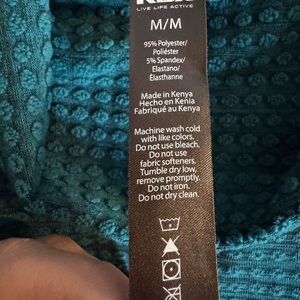 LIVE LIFE ACTIVE
M/M
95% Polyester/
Poliéster
5% Spandex/
Elastano/
Élasthanne
Made in Kenya
Hecho en Kenia
Fabriqué au Kenya
Machine wash cold
with like colors.
Do not use bleach.
Do not use
fabric softeners.
Tumble dry low,
remove promptly.
Do not iron.
Do not dry clean.